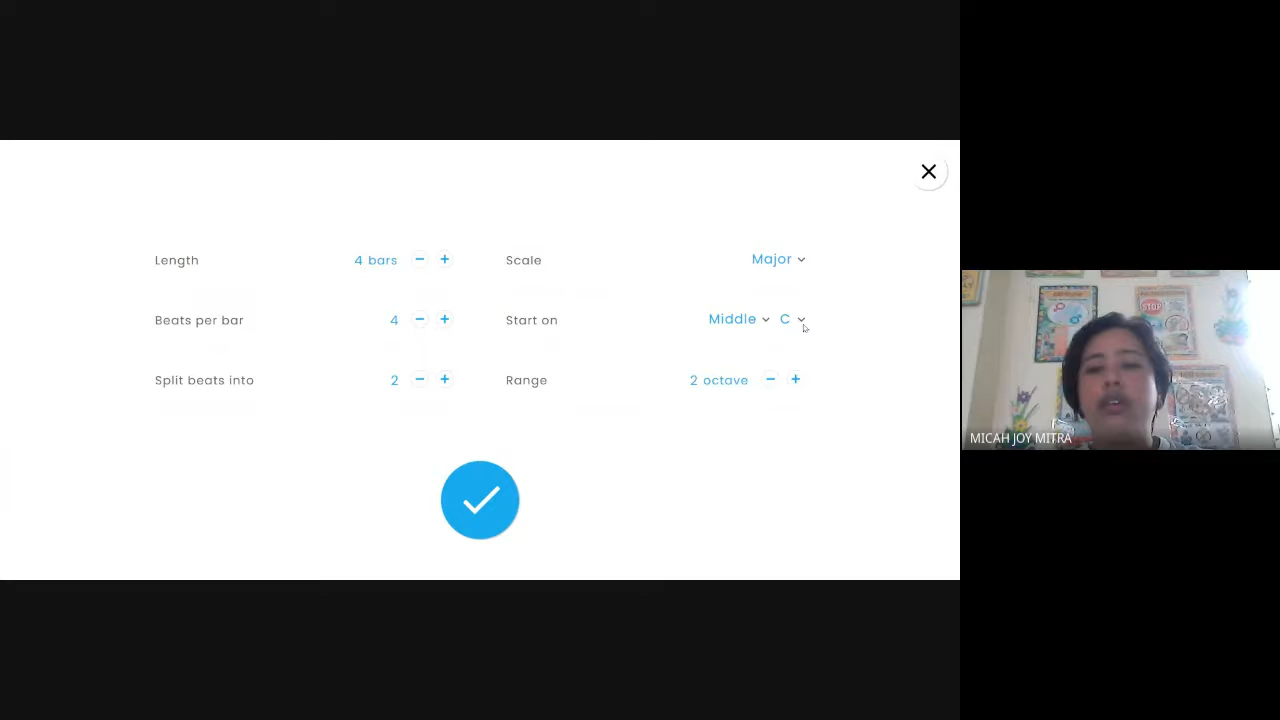 Length 4 bars − + Scale Major
Beats per bar 4 − + Start on Middle C
Split beats into 2 − + Range 2 octave − +
STOP
MICAH JOY MITRA